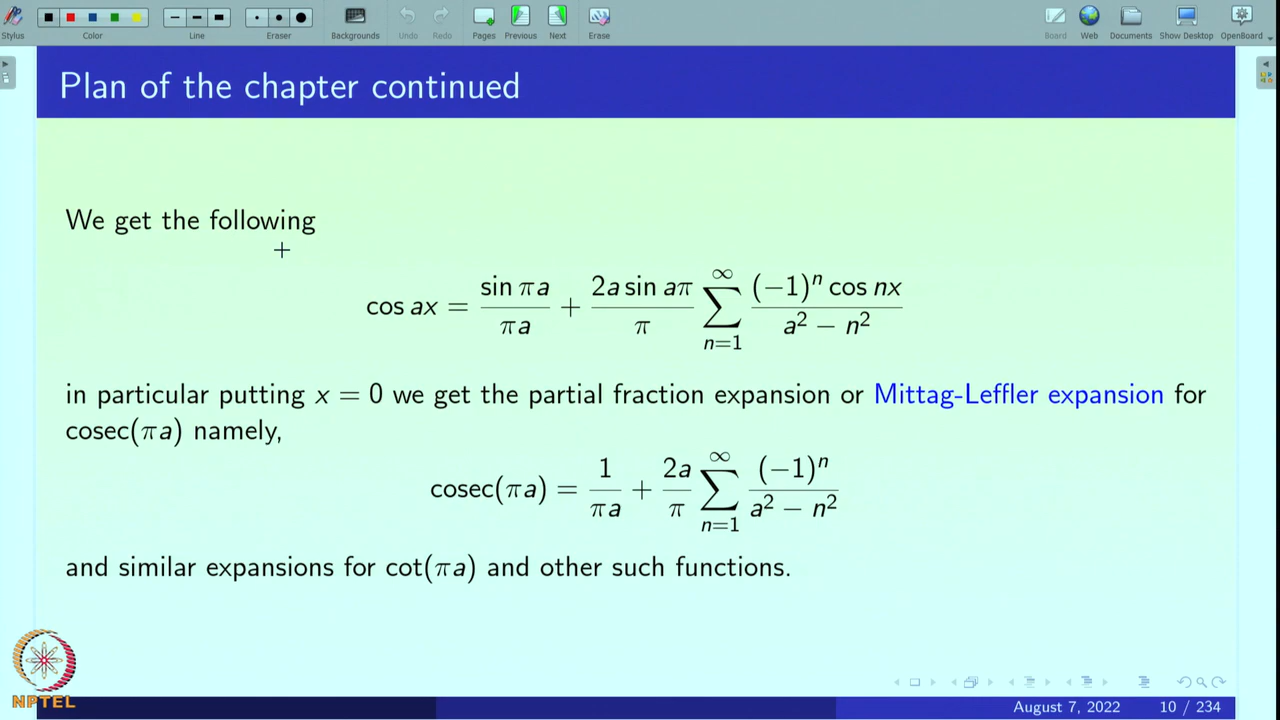 Stylus Color Line Eraser Backgrounds Undo Redo Pages Previous Next Erase Board Web Documents Show Desktop OpenBoard
Plan of the chapter continued
We get the following
cos ax = sin πa / πa + 2a sin aπ / π ∑_{n=1}^{∞} (−1)^n cos nx / a² − n²
in particular putting x = 0 we get the partial fraction expansion or Mittag-Leffler expansion for
cosec(πa) namely,
cosec(πa) = 1 / πa + 2a / π ∑_{n=1}^{∞} (−1)^n / a² − n²
and similar expansions for cot(πa) and other such functions.
NPTEL
August 7, 2022 10 / 234